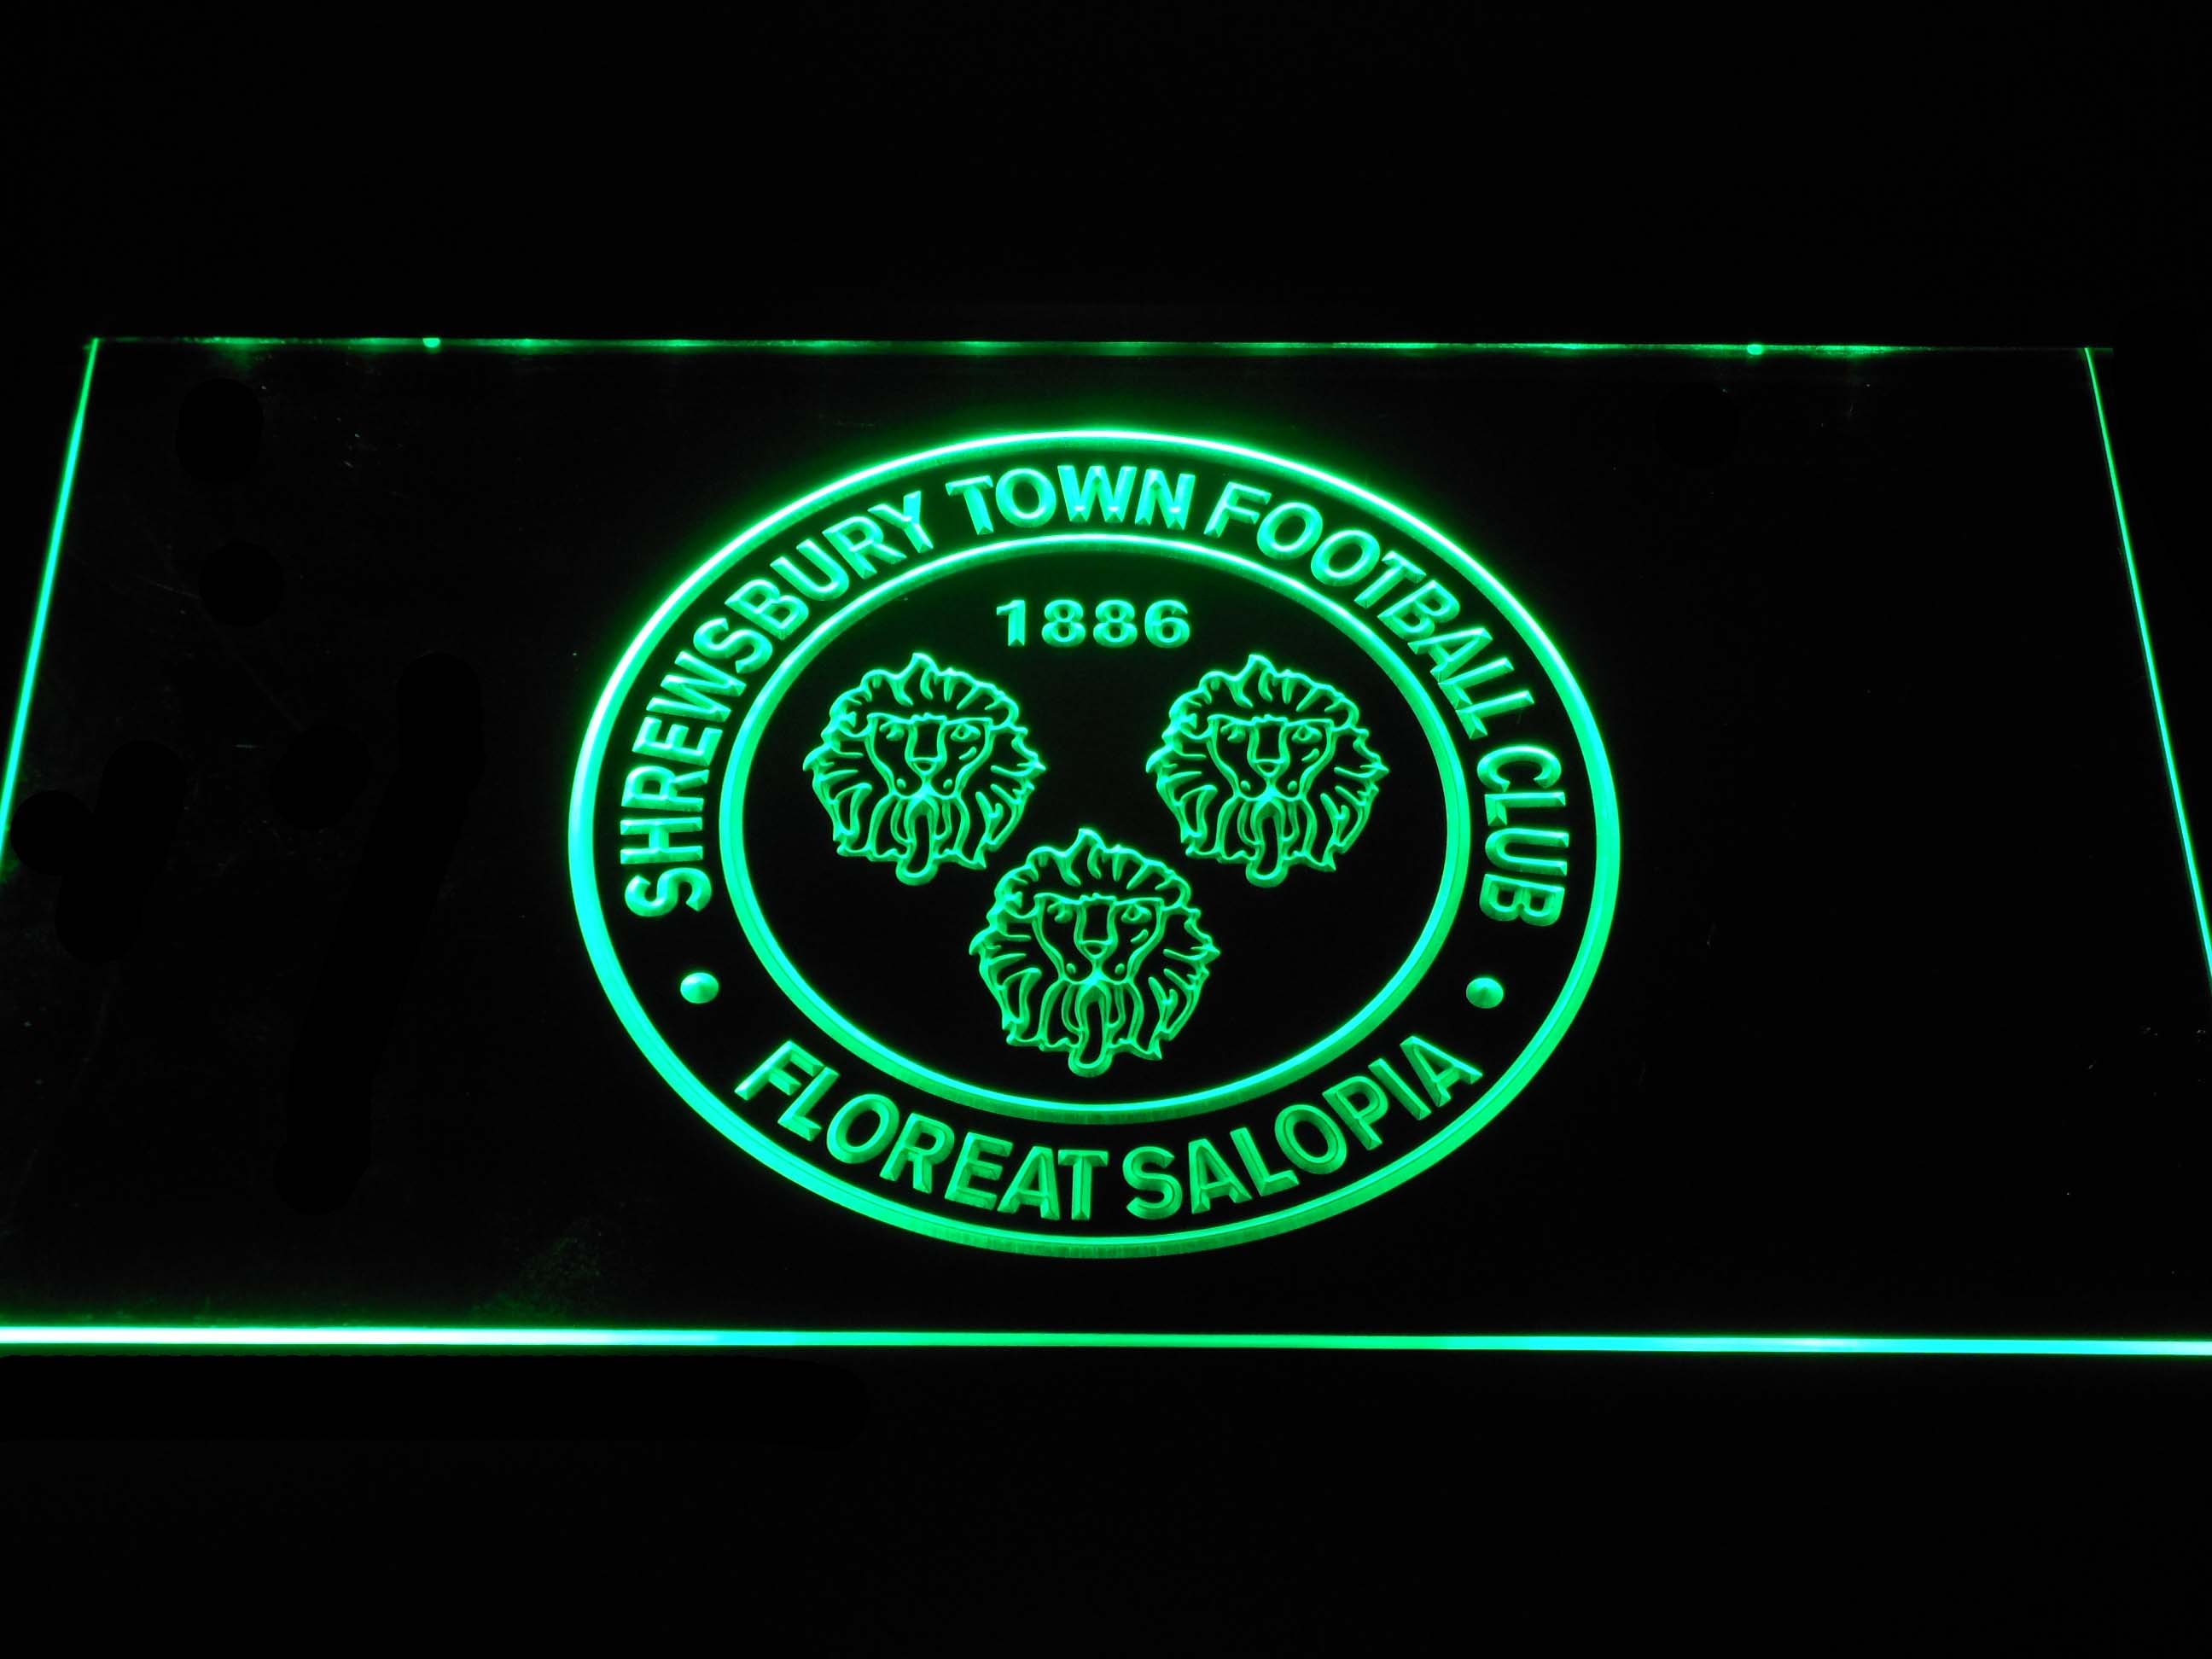 SHREWSBURY TOWN FOOTBALL CLUB
1886
FLOREAT SALOPIA